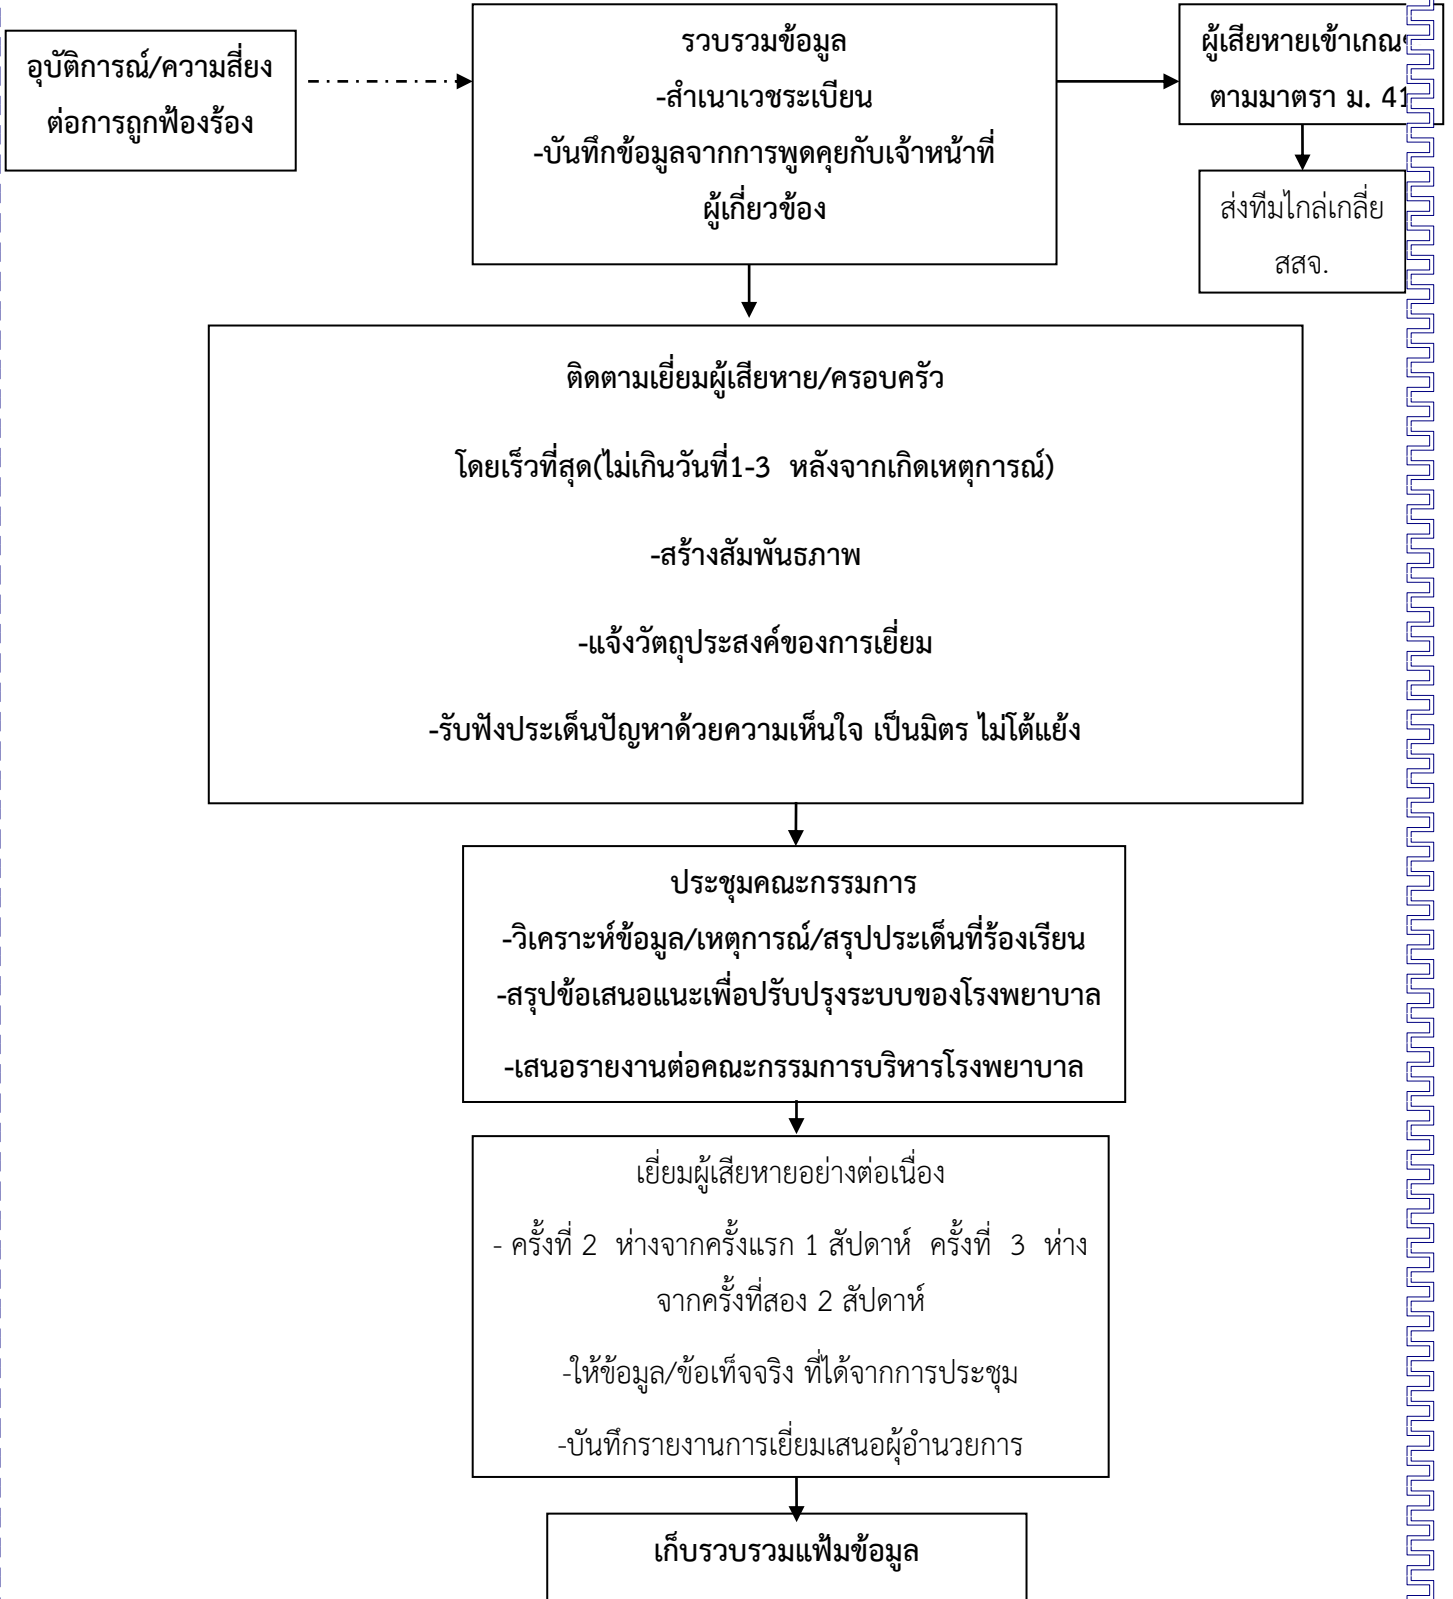 อุบัติการณ์/ความเสี่ยง
ต่อการถูกฟ้องร้อง
รวบรวมข้อมูล
-สำเนาเวชระเบียน
-บันทึกข้อมูลจากการพูดคุยกับเจ้าหน้าที่
ผู้เกี่ยวข้อง
ผู้เสียหายเข้า
ตามมาตรา ม. 41
ส่งทีมไกล่เกลี่ย
สสจ.
ติดตามเยี่ยมผู้เสียหาย/ครอบครัว
โดยเร็วที่สุด(ไม่เกินวันที่1-3 หลังจากเกิดเหตุการณ์)
-สร้างสัมพันธภาพ
-แจ้งวัตถุประสงค์ของการเยี่ยม
-รับฟังประเด็นปัญหาด้วยความเห็นใจ เป็นมิตร ไม่โต้แย้ง
ประชุมคณะกรรมการ
-วิเคราะห์ข้อมูล/เหตุการณ์/สรุปประเด็นที่ร้องเรียน
-สรุปข้อเสนอแนะเพื่อปรับปรุงระบบของโรงพยาบาล
-เสนอรายงานต่อคณะกรรมการบริหารโรงพยาบาล
เยี่ยมผู้เสียหายอย่างต่อเนื่อง
- ครั้งที่ 2 ห่างจากครั้งแรก 1 สัปดาห์ ครั้งที่ 3 ห่าง
จากครั้งที่สอง 2 สัปดาห์
-ให้ข้อมูล/ข้อเท็จจริง ที่ได้จากการประชุม
-บันทึกรายงานการเยี่ยมเสนอผุ้อำนวยการ
เก็บรวบรวมแฟ้มข้อมูล